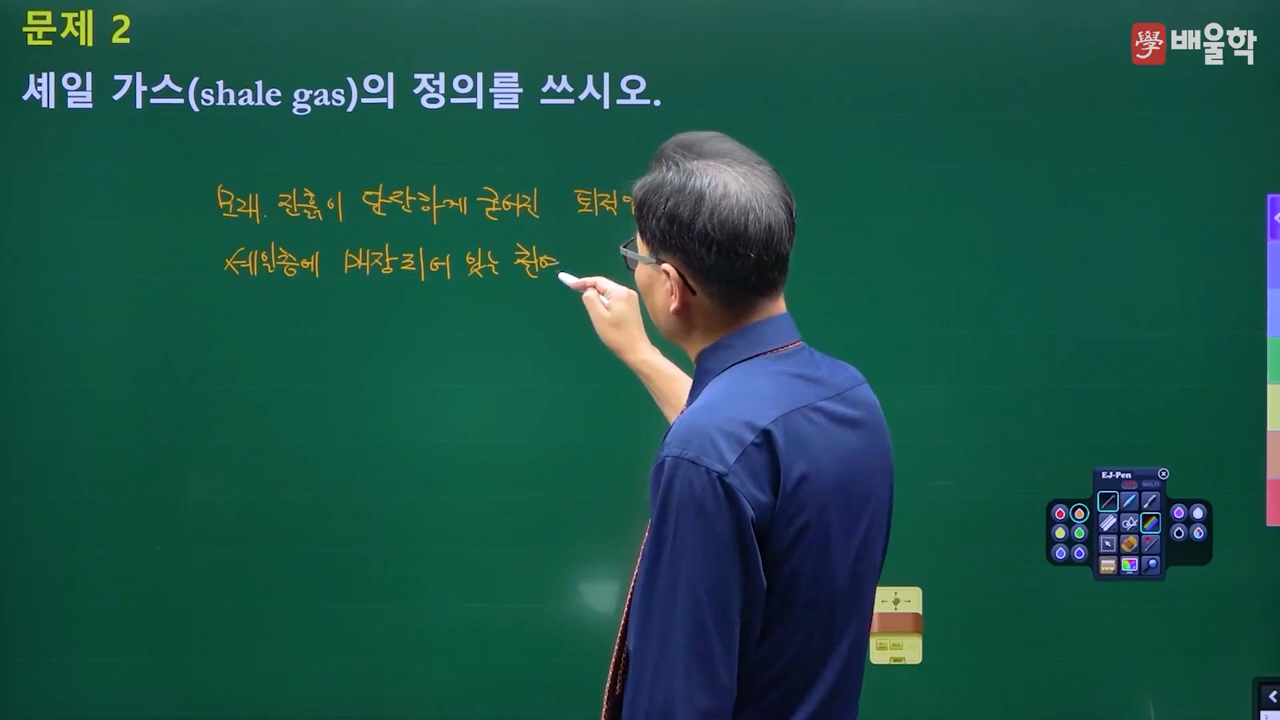 문제 2
學 배울학
셰일 가스(shale gas)의 정의를 쓰시오.
모래. 진흙이 단단하게 굳어진 퇴적
셰일층에 매장되어 있는
EJ-Pen